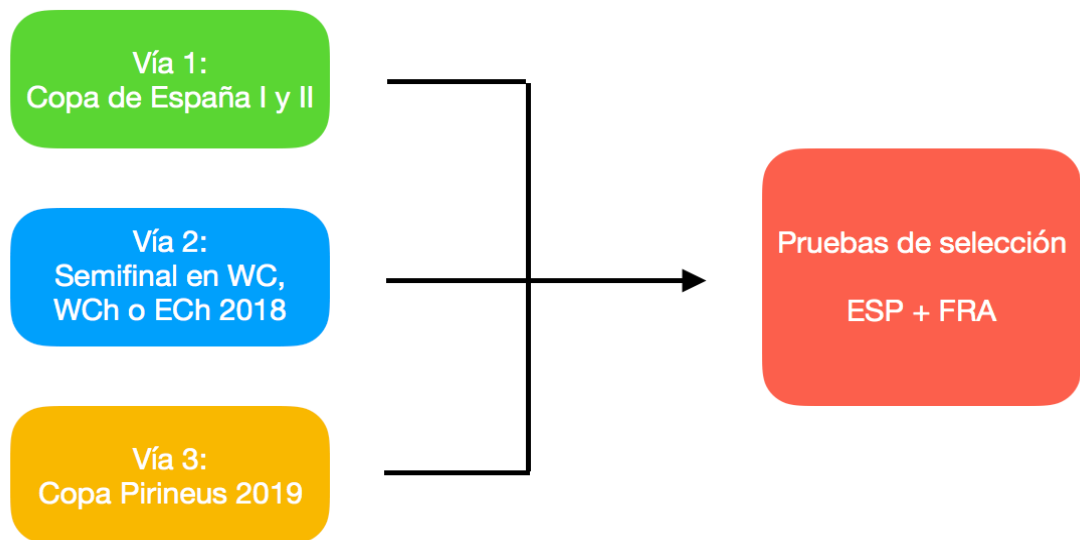 Vía 1:
Copa de España I y II
Vía 2:
Semifinal en WC,
WCh o ECh 2018
Vía 3:
Copa Pirineus 2019
Pruebas de selección
ESP + FRA